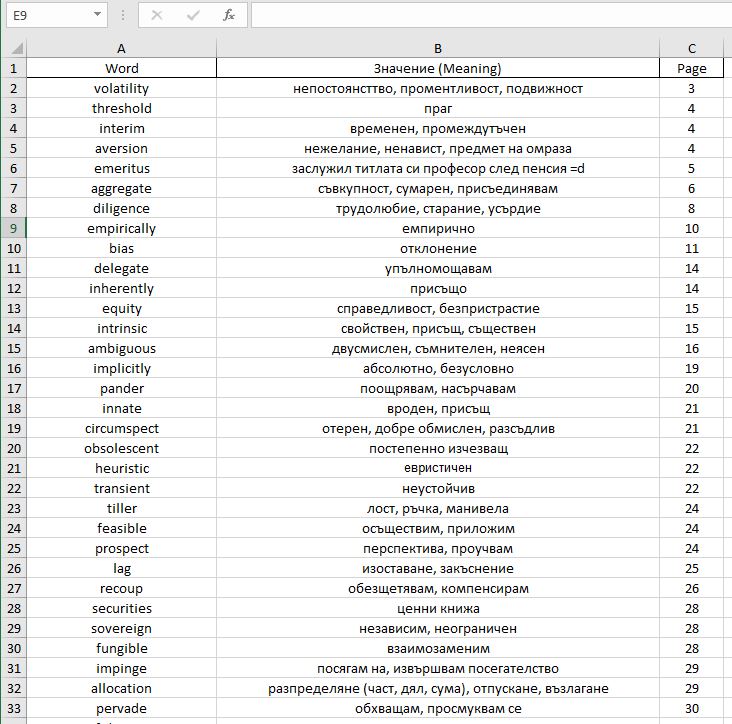 E9 fx
A B C
1 Word Значение (Meaning) Page
2 volatility непостоянсттво, проментливост, подвижност 3
3 threshold праг 4
4 interim временен, промеждутъчен 4
5 aversion нежелание, ненавист, предмет на омраза 4
6 emeritus заслужил титлата си професор след пенсия =d 5
7 aggregate съвкупност, сумарен, присъединявам 6
8 diligence трудолюбие, старание, усърдие 8
9 empirically емпирично 10
10 bias отклонение 11
11 delegate упълномощавам 14
12 inherently присъщо 14
13 equity справедливост, безпристрастие 15
14 intrinsic свойствен, присъщ, съществен 15
15 ambiguous двусмислен, съмнителен, неясен 16
16 implicitly абсолютно, безусловно 19
17 pander поощрявам, насърчавам 20
18 innate вроден, присъщ 21
19 circumspect отерен, добре обмислен, разсъдлив 21
20 obsolescent постепенно изчезващ 22
21 heuristic евристичен 22
22 transient неустойчив 22
23 tiller лост, ръчка, манивела 24
24 feasible осъществим, приложим 24
25 prospect перспектива, проучвам 24
26 lag изоставане, закъснение 25
27 recoup обезщетявам, компенсирам 26
28 securities ценни книжа 28
29 sovereign независим, неограничен 28
30 fungible взаимозаменим 28
31 impinge посягам на, извършвам посегателство 29
32 allocation разпределяне (част, дял, сума), отпускане, възлагане 29
33 pervade обхващам, просмуквам се 30